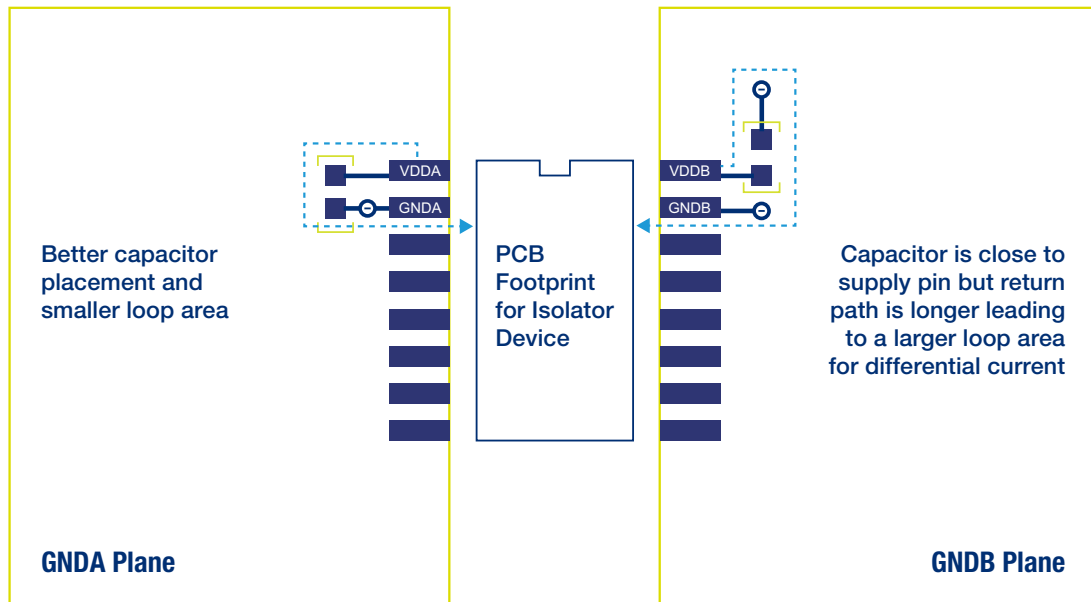 VDDA
GNDA
VDDB
GNDB
Better capacitor
placement and
smaller loop area
PCB
Footprint
for Isolator
Device
Capacitor is close to
supply pin but return
path is longer leading
to a larger loop area
for differential current
GNDA Plane
GNDB Plane